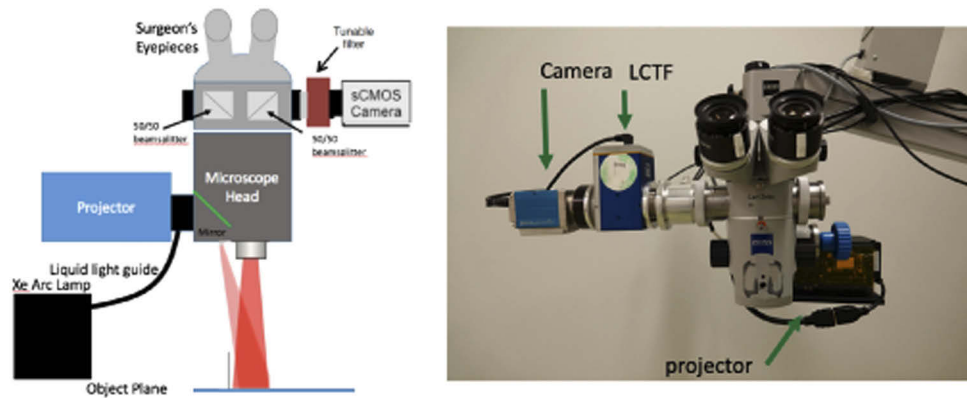 Surgeon's
Eyepieces
Tunable
filter
sCMOS
Camera
50/50
beamsplitter
50/50
beamsplitter
Microscope
Head
Projector
Mirror
Liquid light guide
Xe Arc Lamp
Object Plane
Camera
LCTF
ZEISS
projector